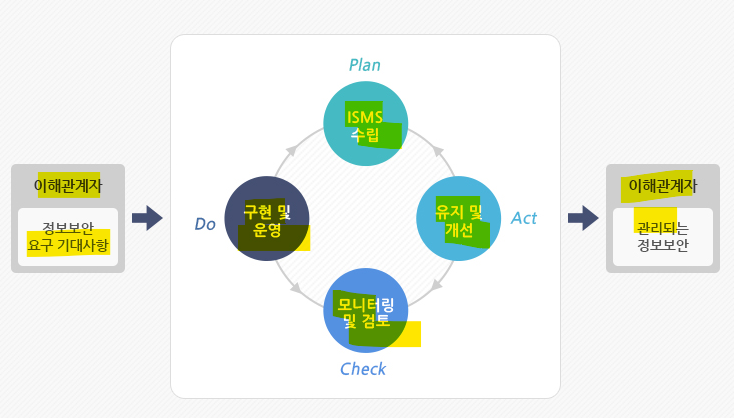 Plan
ISMS
수립
이해관계자
정보보안
요구 기대사항
Do
구현 및
운영
유지 및
개선
Act
모니터링
및 검토
Check
이해관계자
관리되는
정보보안